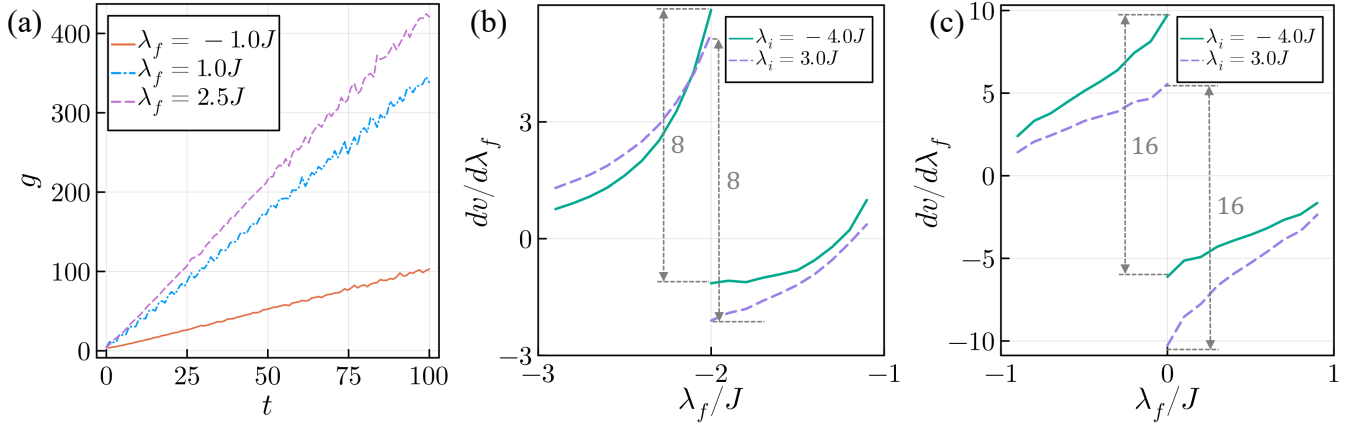 (a)
g
400
300
200
100
0
λ_f = − 1.0J
λ_f = 1.0J
λ_f = 2.5J
0 25 50 75 100
t
(b)
dv/dλ_f
3
0
−3
λ_i = − 4.0J
λ_i = 3.0J
8
8
−3 −2 −1
λ_f/J
(c)
dv/dλ_f
10
5
0
−5
−10
λ_i = − 4.0J
λ_i = 3.0J
16
16
−1 0 1
λ_f/J